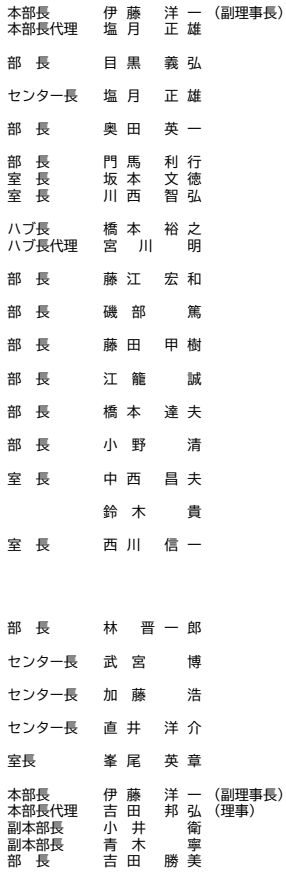 本部長 伊藤 洋一（副理事長）
本部長代理 塩月 正雄
部 長 目黒 義弘
センター長 塩月 正雄
部 長 奥田 英一
部 長 門馬 利行
室 長 坂本 文徳
室 長 川西 智弘
ハブ長 橋本 裕之
ハブ長代理 宮川 明
部 長 藤江 宏和
部 長 磯部 篤
部 長 藤田 甲樹
部 長 江籠 誠
部 長 橋本 達夫
部 長 小野 清
室 長 中西 昌夫
鈴木 貴
室 長 西川 信一
部 長 林 晋一郎
センター長 武宮 博
センター長 加藤 浩
センター長 直井 洋介
室長 峯尾 英章
本部長 伊藤 洋一（副理事長）
本部長代理 吉田 邦弘（理事）
副本部長 小井 衛
副本部長 青木 寧
部 長 吉田 勝美